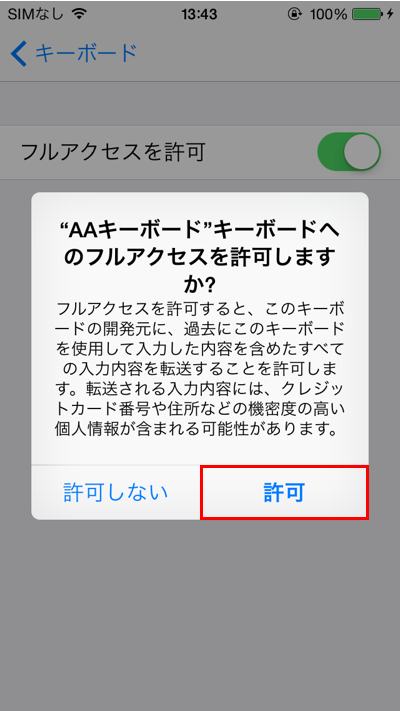 SIMなし 13:43 100%
キーボード
フルアクセスを許可
“AAキーボード”キーボードへ
のフルアクセスを許可します
か?
フルアクセスを許可すると、このキーボ
ードの開発元に、過去にこのキーボード
を使用して入力した内容を含めたすべて
の入力内容を転送することを許可しま
す。転送される入力内容には、クレジッ
トカード番号や住所などの機密度の高い
個人情報が含まれる可能性があります。
許可しない 許可